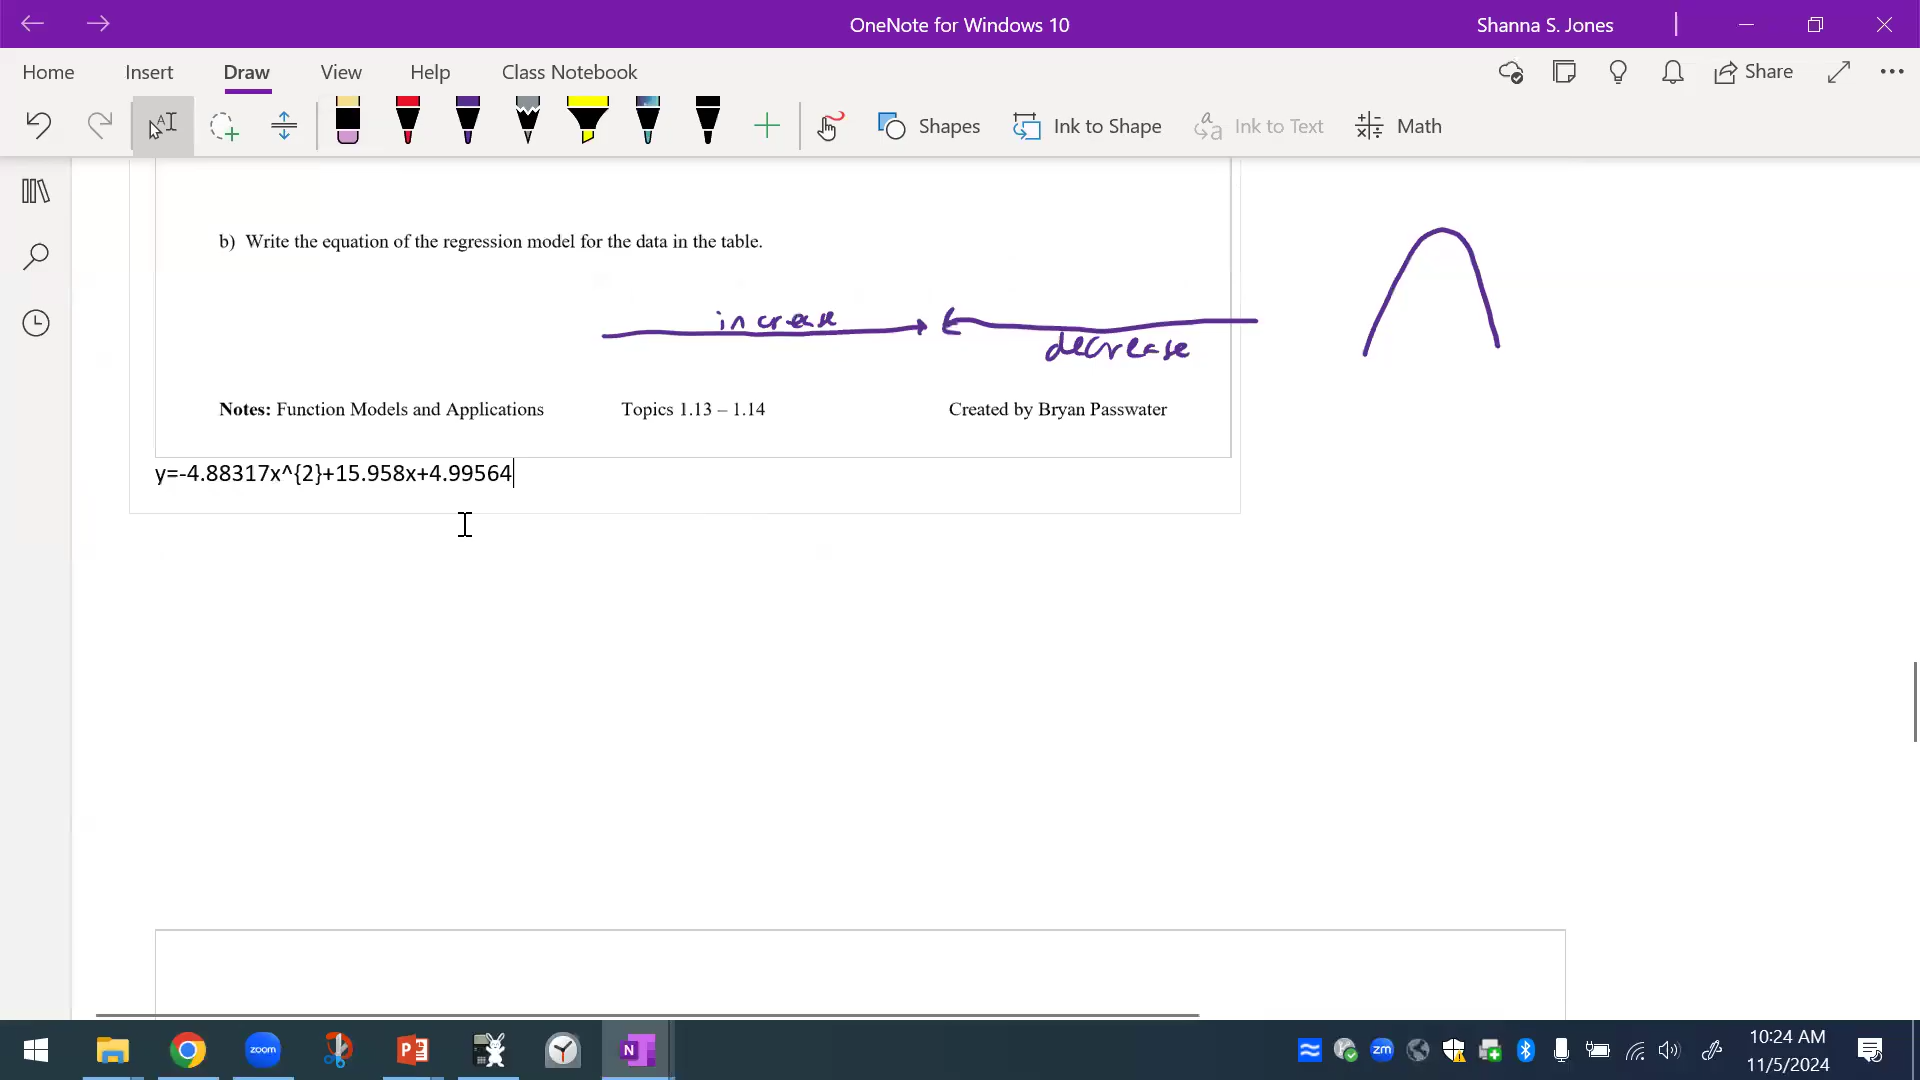 OneNote for Windows 10
Shanna S. Jones
Home Insert Draw View Help Class Notebook
Share
Shapes Ink to Shape Ink to Text Math
b) Write the equation of the regression model for the data in the table.
increase
decrease
Notes: Function Models and Applications Topics 1.13 – 1.14 Created by Bryan Passwater
y=-4.88317x^{2}+15.958x+4.99564
zoom
zm
10:24 AM
11/5/2024